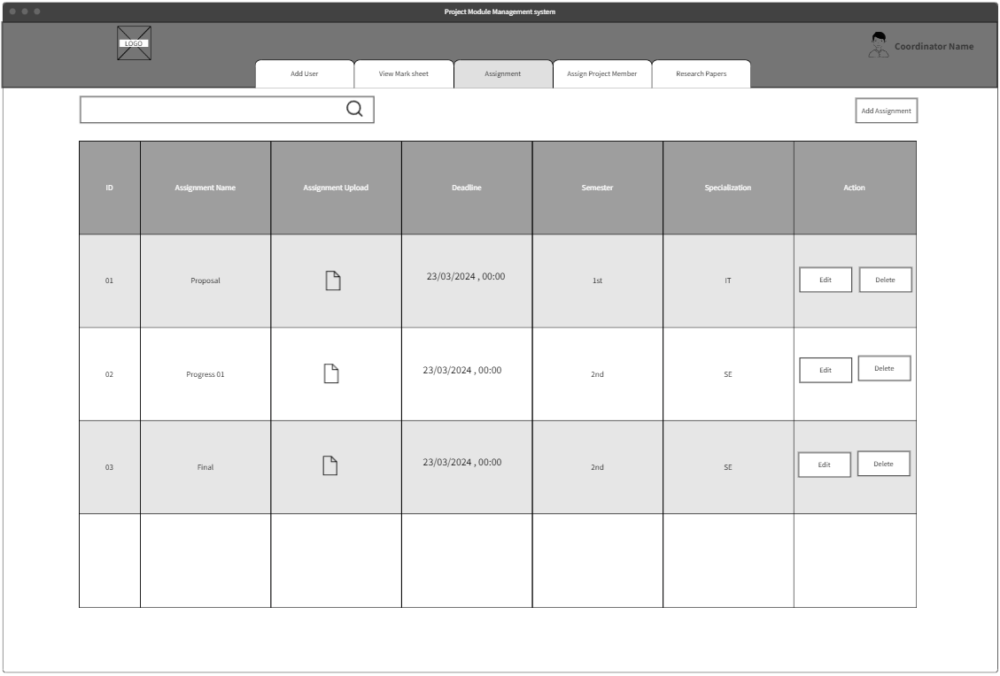 Project Module Management system
LOGO
Coordinator Name
Add User
View Mark sheet
Assignment
Assign Project Member
Research Papers
Add Assignment
ID Assignment Name Assignment Upload Deadline Semester Specialization Action
01 Proposal 23/03/2024 , 00:00 1st IT Edit Delete
02 Progress 01 23/03/2024 , 00:00 2nd SE Edit Delete
03 Final 23/03/2024 , 00:00 2nd SE Edit Delete